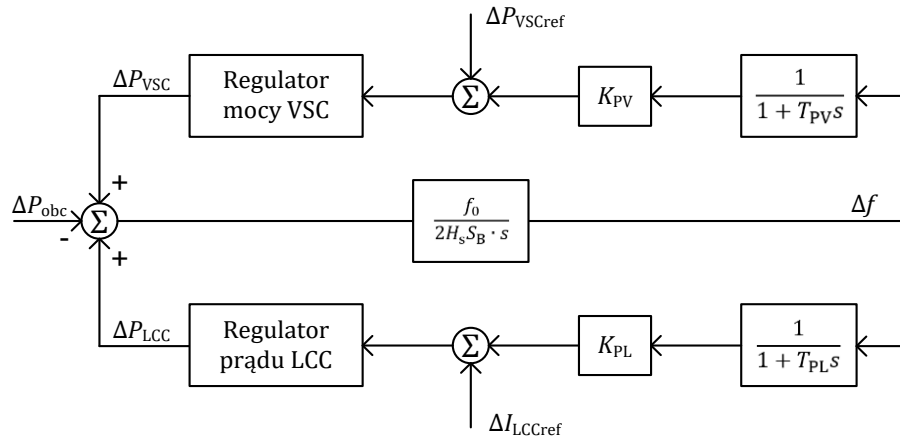 ΔP_VSCref
ΔP_VSC
Regulator
mocy VSC
Σ
K_PV
1
1 + T_PV s
+
ΔP_obc
-
Σ
f_0
2H_s S_B · s
Δf
+
ΔP_LCC
Regulator
prądu LCC
Σ
K_PL
1
1 + T_PL s
ΔI_LCCref